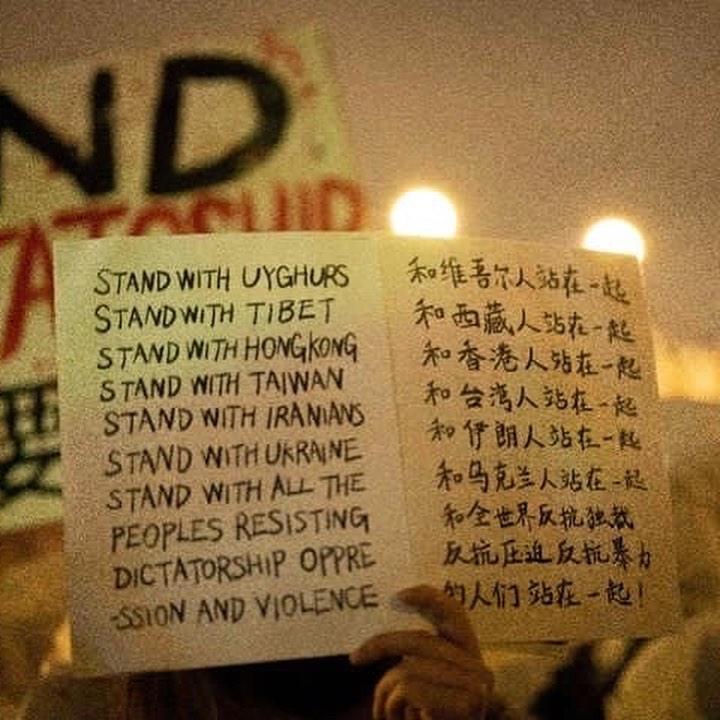 ND
TATOSHIP
要
STAND WITH UYGHURS
STAND WITH TIBET
STAND WITH HONGKONG
STAND WITH TAIWAN
STAND WITH IRANIANS
STAND WITH UKRAINE
STAND WITH ALL THE
PEOPLES RESISTING
DICTATORSHIP OPPRE
-SSION AND VIOLENCE
和维吾尔人站在一起
和西藏人站在一起
和香港人站在一起
和台湾人站在一起
和伊朗人站在一起
和乌克兰人站在一起
和全世界反抗独裁
反抗压迫反抗暴力
的人们站在一起!